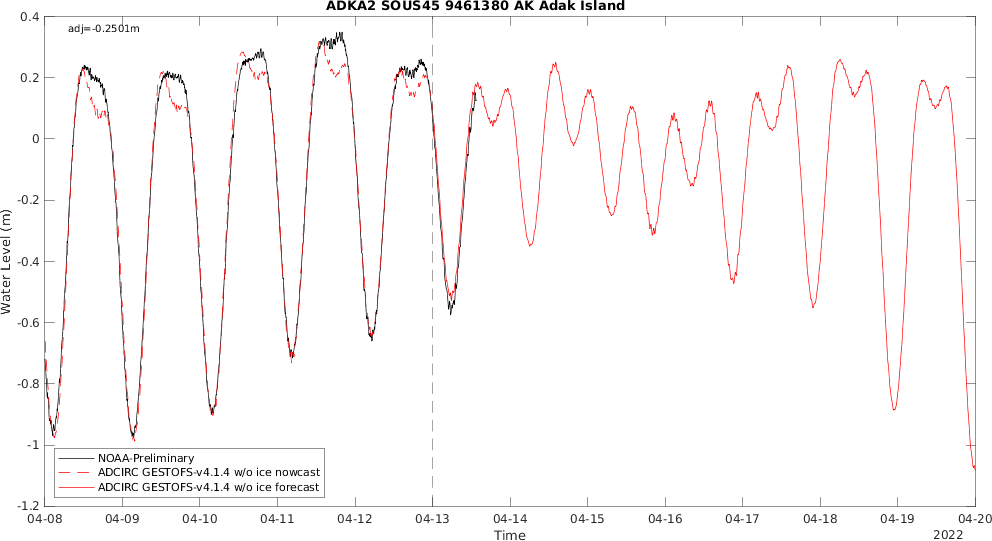 ADKA2 SOUS45 9461380 AK Adak Island
adj=-0.2501m
0.4
0.2
0
-0.2
-0.4
-0.6
-0.8
-1
-1.2
Water Level (m)
NOAA-Preliminary
ADCIRC GESTOFS-v4.1.4 w/o ice nowcast
ADCIRC GESTOFS-v4.1.4 w/o ice forecast
04-08 04-09 04-10 04-11 04-12 04-13 04-14 04-15 04-16 04-17 04-18 04-19 04-20
Time
2022